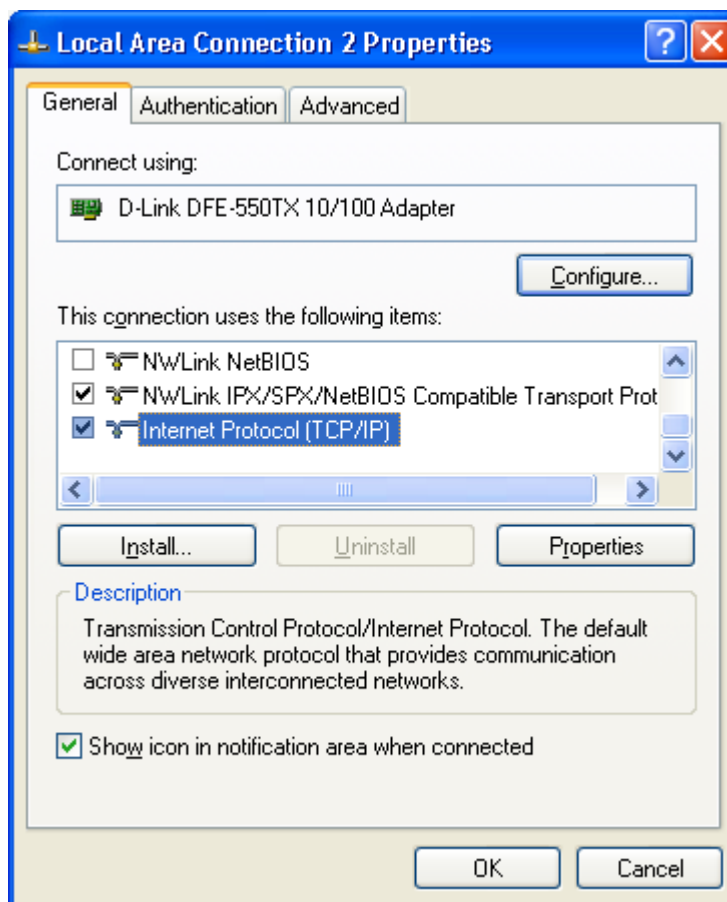 Local Area Connection 2 Properties
General Authentication Advanced
Connect using:
D-Link DFE-550TX 10/100 Adapter
Configure...
This connection uses the following items:
NWLink NetBIOS
NWLink IPX/SPX/NetBIOS Compatible Transport Prot
Internet Protocol (TCP/IP)
Install... Uninstall Properties
Description
Transmission Control Protocol/Internet Protocol. The default
wide area network protocol that provides communication
across diverse interconnected networks.
Show icon in notification area when connected
OK Cancel